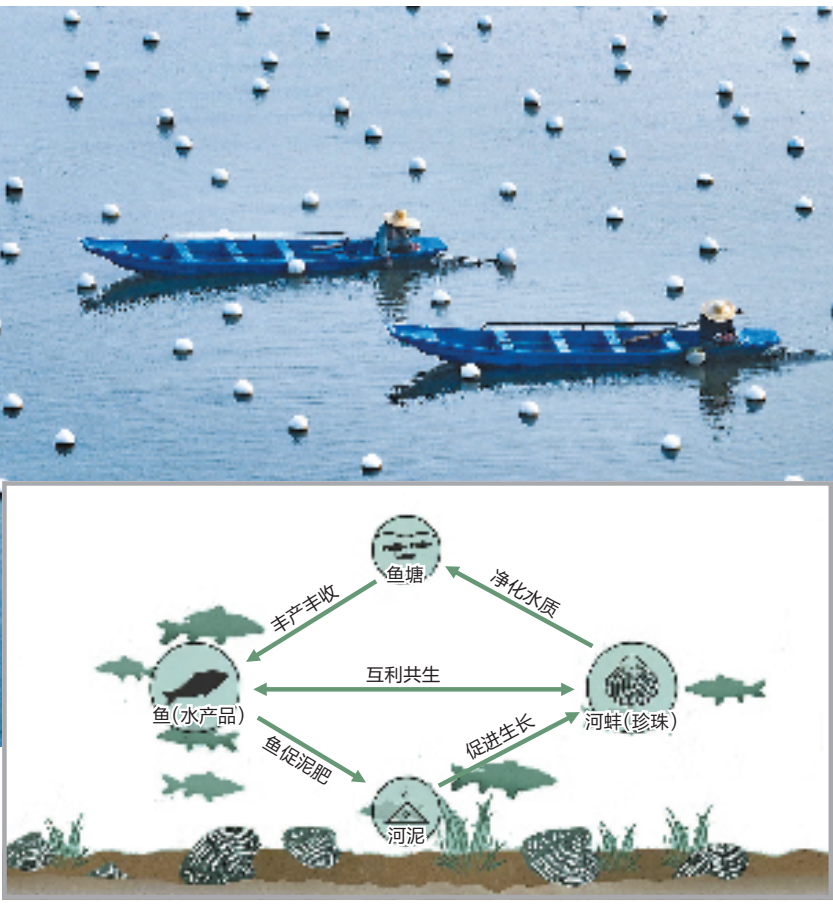 鱼塘
丰产丰收
净化水质
互利共生
鱼(水产品)
河蚌(珍珠)
鱼促泥肥
促进生长
河泥